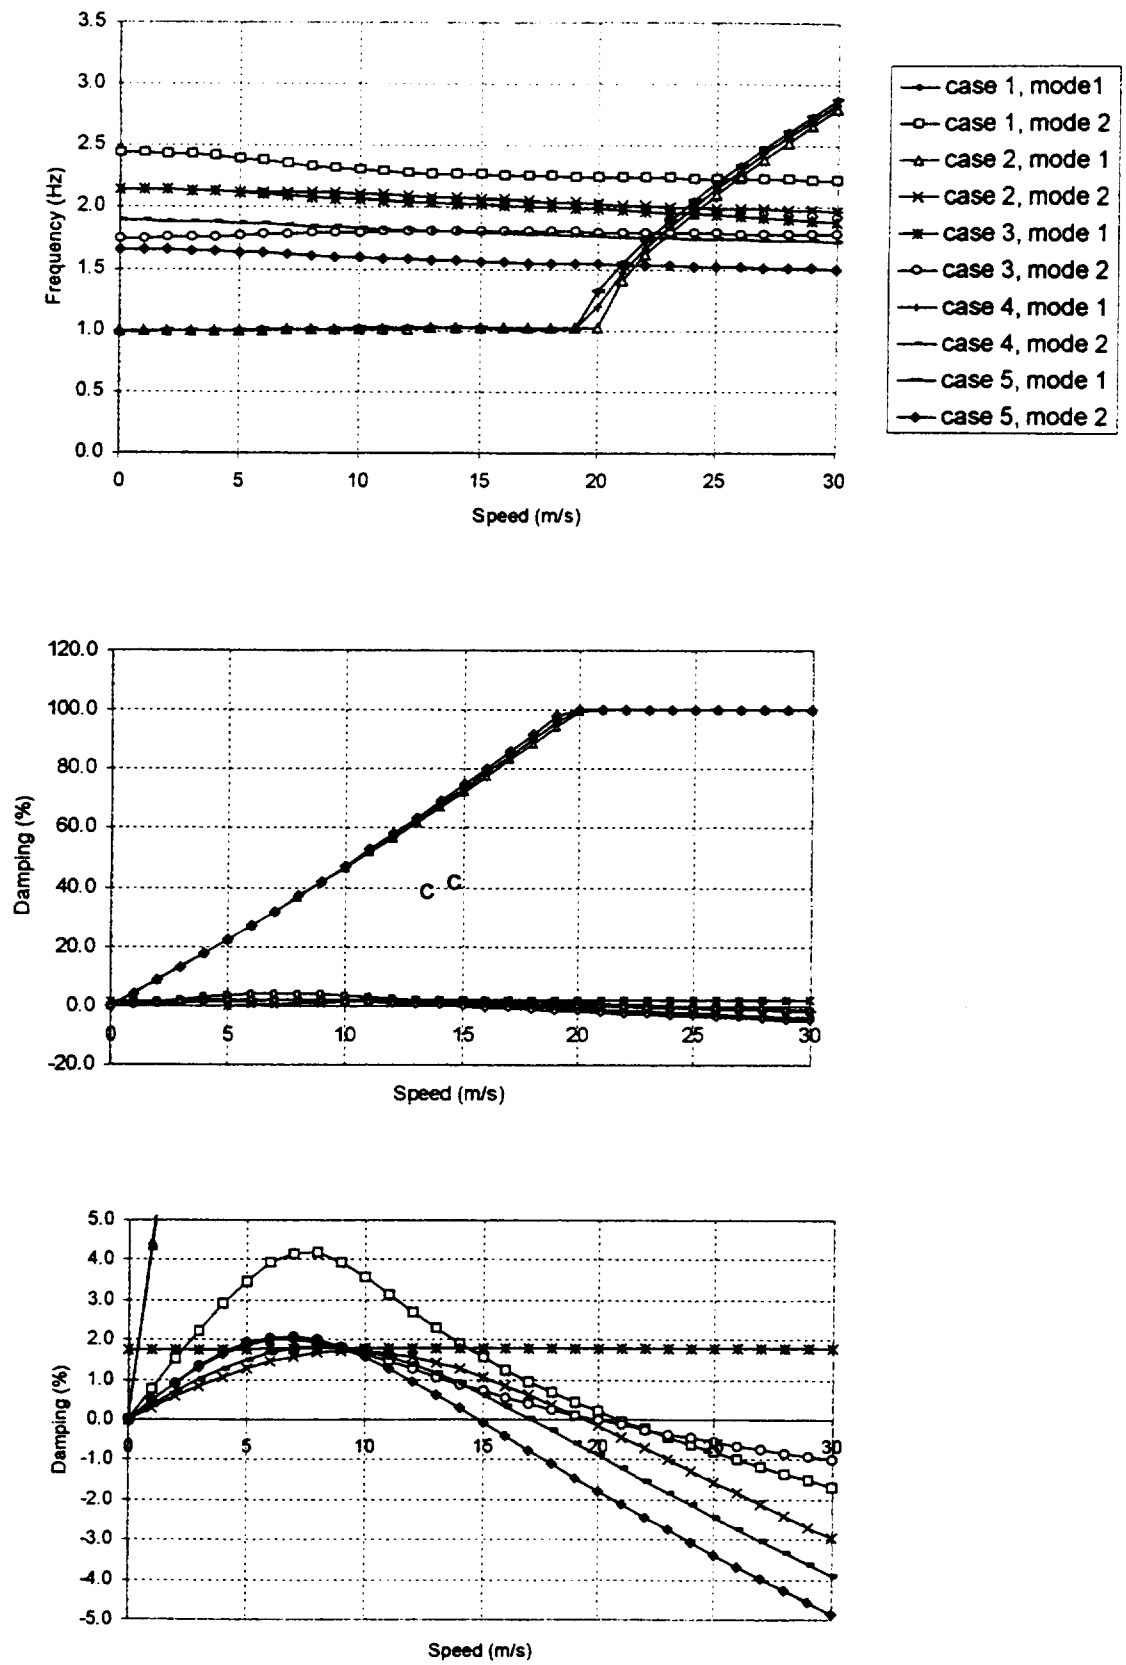 3.5
3.0
2.5
2.0
1.5
1.0
0.5
0.0
Frequency (Hz)
0 5 10 15 20 25 30
Speed (m/s)
case 1, mode1
case 1, mode 2
case 2, mode 1
case 2, mode 2
case 3, mode 1
case 3, mode 2
case 4, mode 1
case 4, mode 2
case 5, mode 1
case 5, mode 2
120.0
100.0
80.0
60.0
40.0
20.0
0.0
-20.0
Damping (%)
C C
0 5 10 15 20 25 30
Speed (m/s)
5.0
4.0
3.0
2.0
1.0
0.0
-1.0
-2.0
-3.0
-4.0
-5.0
Damping (%)
0 5 10 15 20 25 30
Speed (m/s)